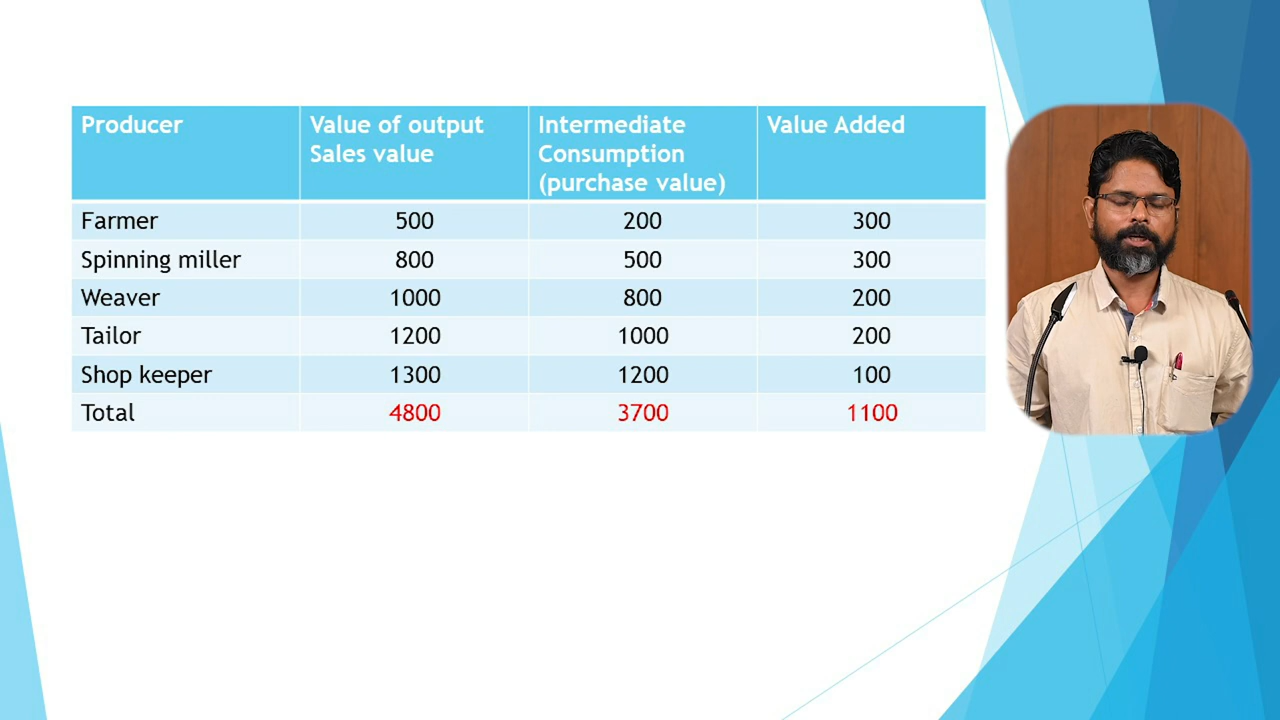 Producer Value of output Intermediate Value Added
Sales value Consumption
(purchase value)
Farmer 500 200 300
Spinning miller 800 500 300
Weaver 1000 800 200
Tailor 1200 1000 200
Shop keeper 1300 1200 100
Total 4800 3700 1100